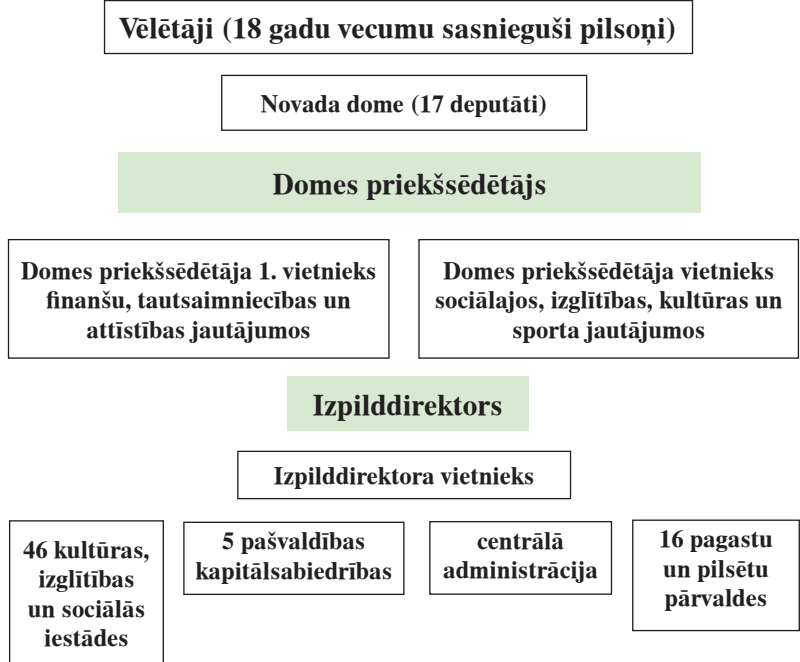 Vēlētāji (18 gadu vecumu sasnieguši pilsoņi)
Novada dome (17 deputāti)
Domes priekšsēdētājs
Domes priekšsēdētāja 1. vietnieks
finanšu, tautsaimniecības un
attīstības jautājumos
Domes priekšsēdētāja vietnieks
sociālajos, izglītības, kultūras un
sporta jautājumos
Izpilddirektors
Izpilddirektora vietnieks
46 kultūras,
izglītības
un sociālās
iestādes
5 pašvaldības
kapitālsabiedrības
centrālā
administrācija
16 pagastu
un pilsētu
pārvaldes